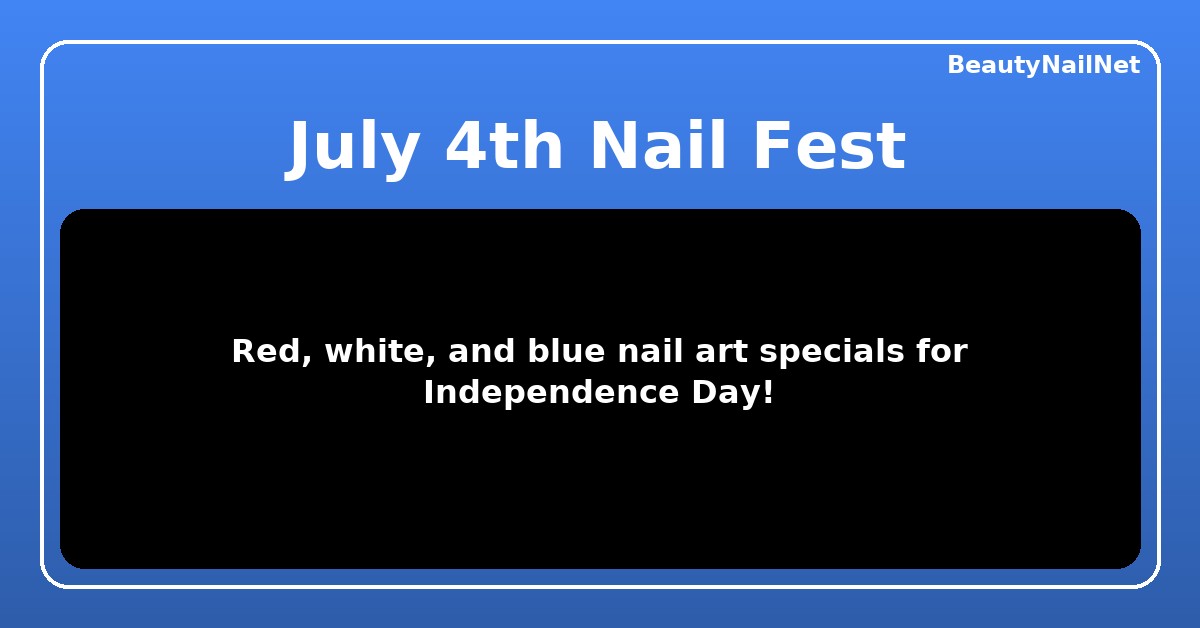 BeautyNailNet
July 4th Nail Fest
Red, white, and blue nail art specials for
Independence Day!